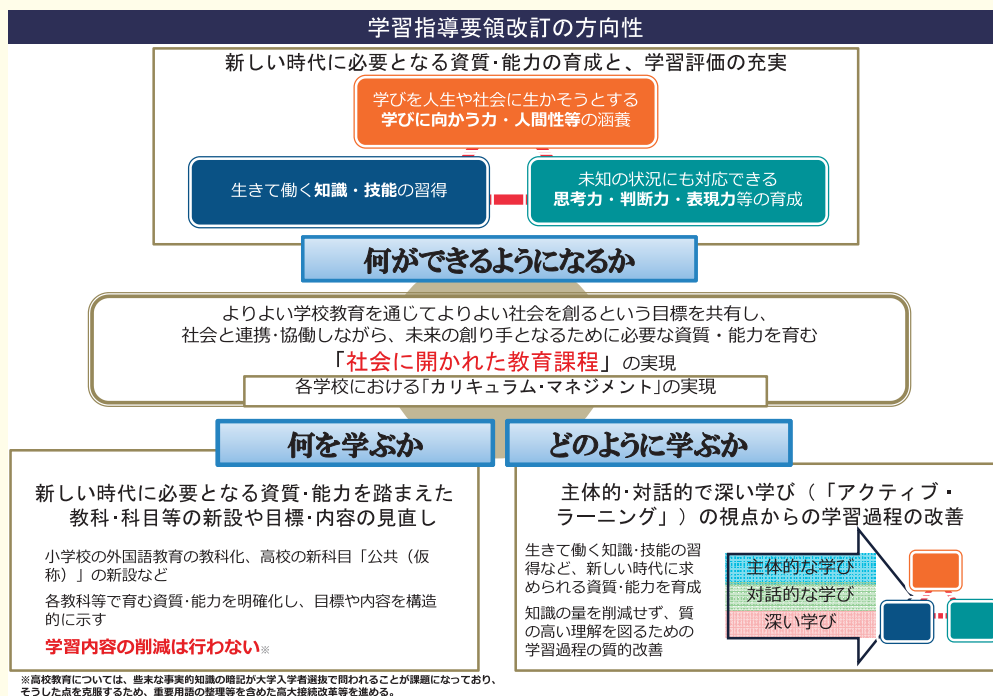 学習指導要領改訂の方向性
新しい時代に必要となる資質･能力の育成と、学習評価の充実
学びを人生や社会に生かそうとする
学びに向かう力・人間性等の涵養
生きて働く知識・技能の習得
未知の状況にも対応できる
思考力・判断力・表現力等の育成
何ができるようになるか
よりよい学校教育を通じてよりよい社会を創るという目標を共有し、
社会と連携･協働しながら、未来の創り手となるために必要な資質・能力を育む
「社会に開かれた教育課程」の実現
各学校における｢カリキュラム･マネジメント｣の実現
何を学ぶか
新しい時代に必要となる資質･能力を踏まえた
教科･科目等の新設や目標･内容の見直し
小学校の外国語教育の教科化、高校の新科目「公共（仮
称）」の新設など
各教科等で育む資質･能力を明確化し、目標や内容を構造
的に示す
学習内容の削減は行わない※
どのように学ぶか
主体的･対話的で深い学び（「アクティブ・
ラーニング」）の視点からの学習過程の改善
生きて働く知識･技能の習
得など、新しい時代に求
められる資質･能力を育成
知識の量を削減せず、質
の高い理解を図るための
学習過程の質的改善
主体的な学び
対話的な学び
深い学び
※高校教育については、些末な事実的知識の暗記が大学入学者選抜で問われることが課題になっており、
そうした点を克服するため、重要用語の整理等を含めた高大接続改革等を進める。